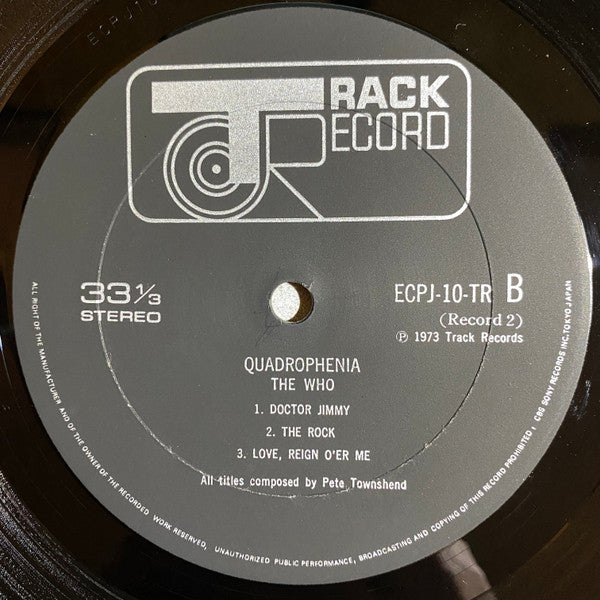 ECPJ10
TRACK
RECORD
33 1/3
STEREO
ECPJ-10-TR B
(Record 2)
Ⓟ 1973 Track Records
QUADROPHENIA
THE WHO
1. DOCTOR JIMMY
2. THE ROCK
3. LOVE, REIGN O'ER ME
All titles composed by Pete Townshend
ALL RIGHT OF THE MANUFACTURER AND OF THE OWNER OF THE RECORDED WORK RESERVED, UNAUTHORIZED PUBLIC PERFORMANCE, BROADCASTING AND COPYING OF THIS RECORD PROHIBITED, CBS SONY RECORDS INC. TOKYO JAPAN